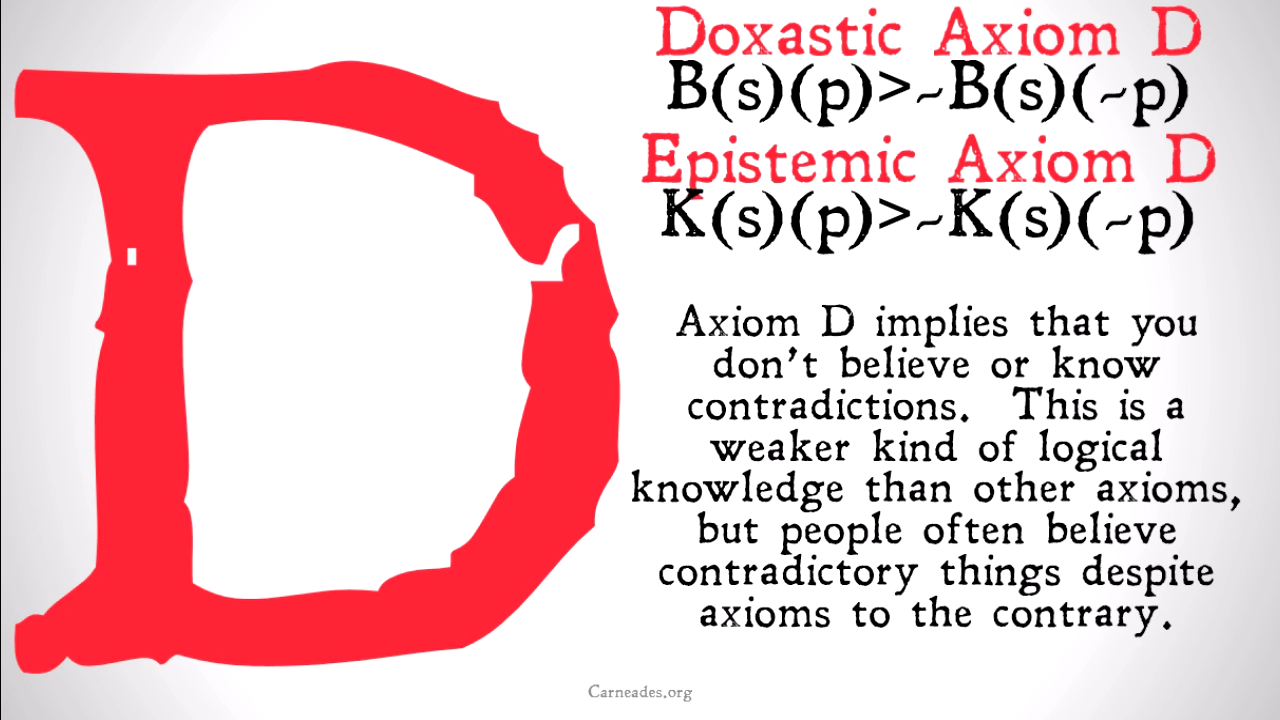 D
Doxastic Axiom D
B(s)(p)>~B(s)(~p)
Epistemic Axiom D
K(s)(p)>~K(s)(~p)
Axiom D implies that you
don't believe or know
contradictions. This is a
weaker kind of logical
knowledge than other axioms,
but people often believe
contradictory things despite
axioms to the contrary.
Carneades.org